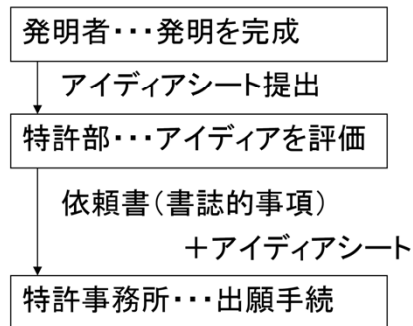 発明者・・・発明を完成
アイディアシート提出
特許部・・・アイディアを評価
依頼書(書誌的事項)
＋アイディアシート
特許事務所・・・出願手続